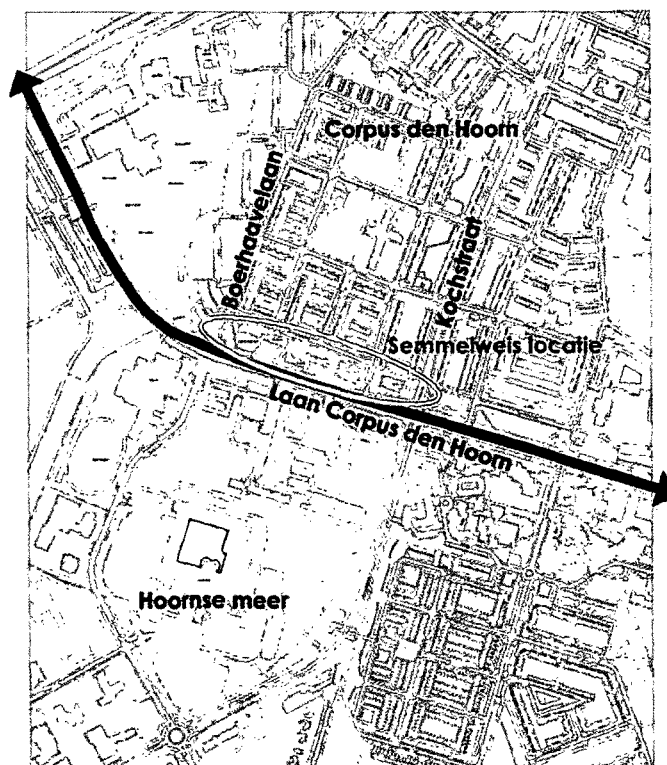 Corpus den Hoorn
Boerhaavelaan
Kochstraat
Semmelweis locatie
Laan Corpus den Hoorn
Hoornse meer